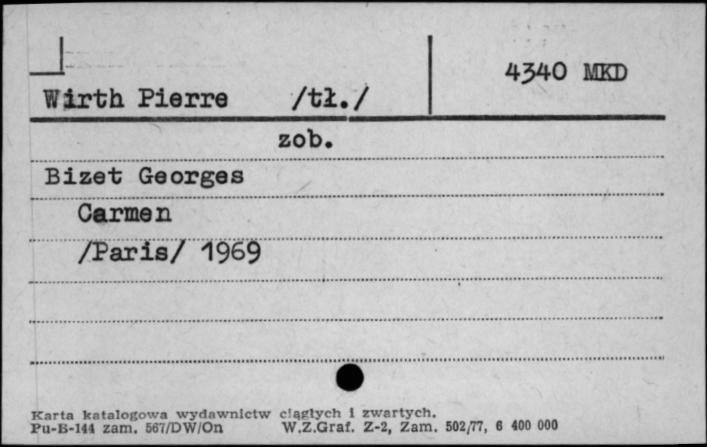 4340 MKD
Wirth Pierre /tł./
zob.
Bizet Georges
Carmen
/Paris/ 1969
Karta katalogowa wydawnictw ciągłych i zwartych.
Pu-B-144 zam. 567/DW/On W.Z.Graf. Z-2, Zam. 502/77, 6 400 000